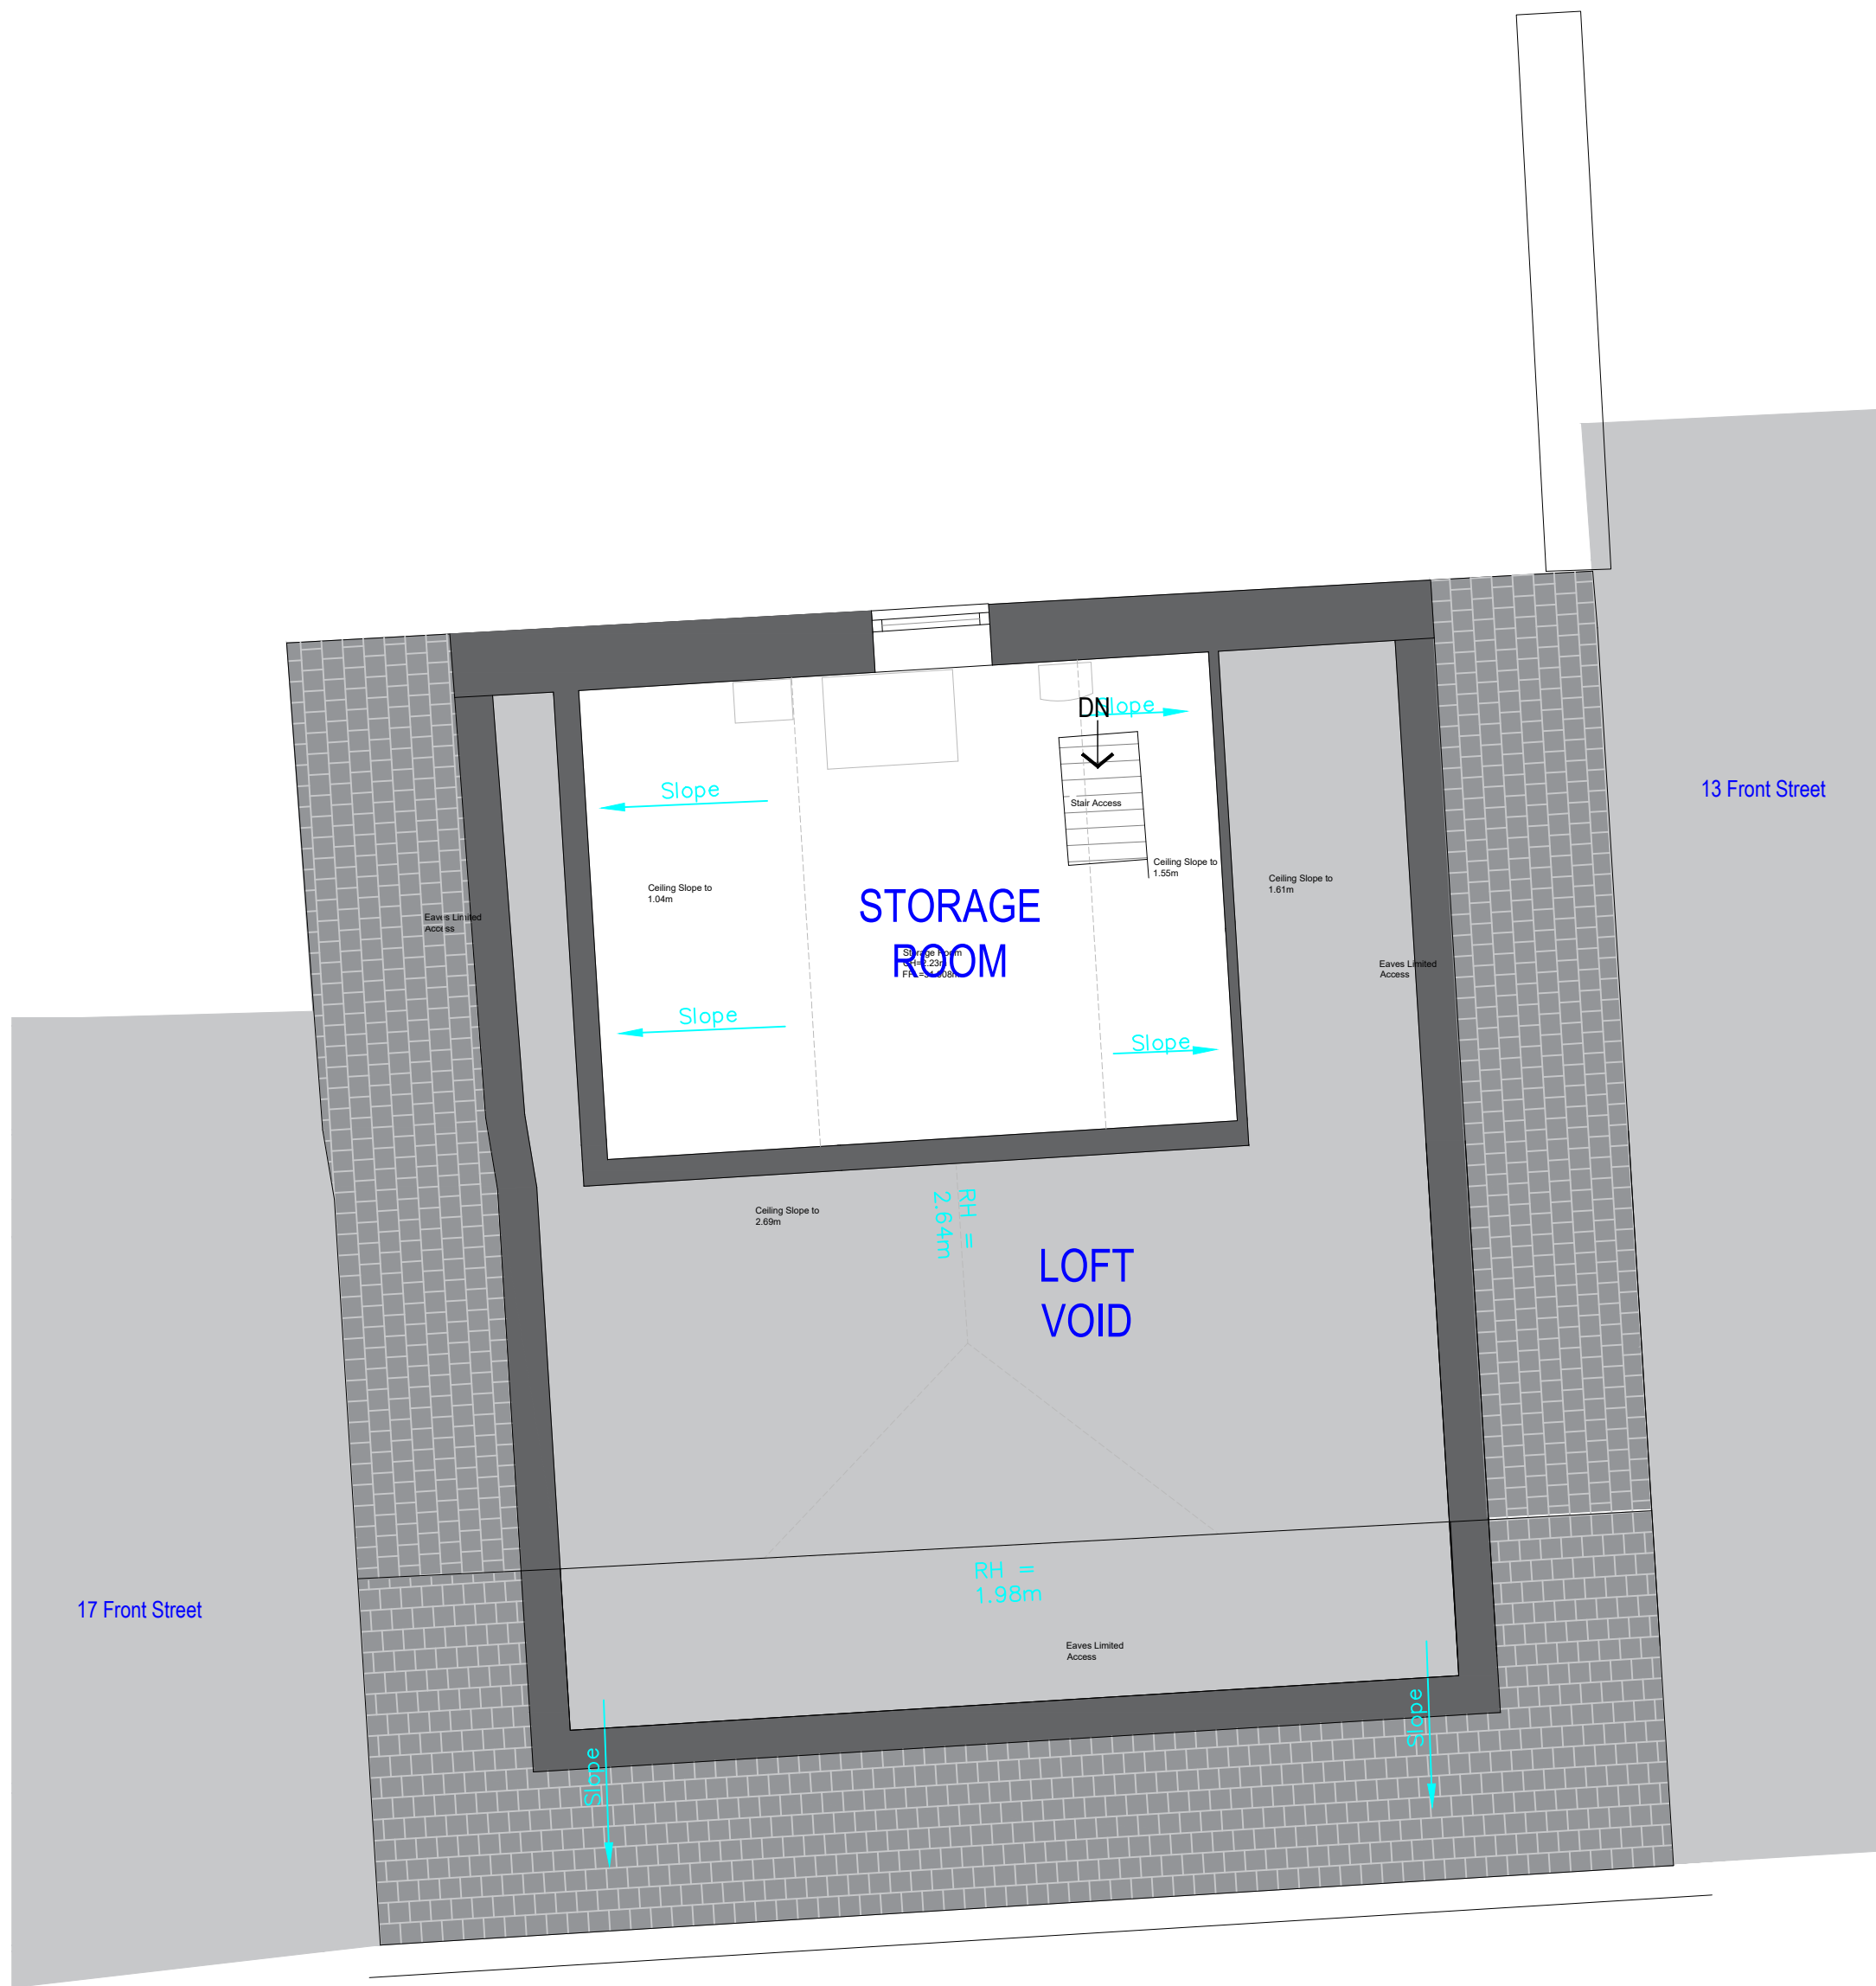 DN
Slope
13 Front Street
Slope
Stair Access
Ceiling Slope to
1.55m
Ceiling Slope to
1.61m
Ceiling Slope to
1.04m
Eaves Limited
Access
STORAGE
ROOM
Storage Room
Eaves Limited
Access
Slope
Slope
RH =
2.64m
Ceiling Slope to
2.69m
LOFT
VOID
RH =
1.98m
17 Front Street
Eaves Limited
Access
Slope
Slope